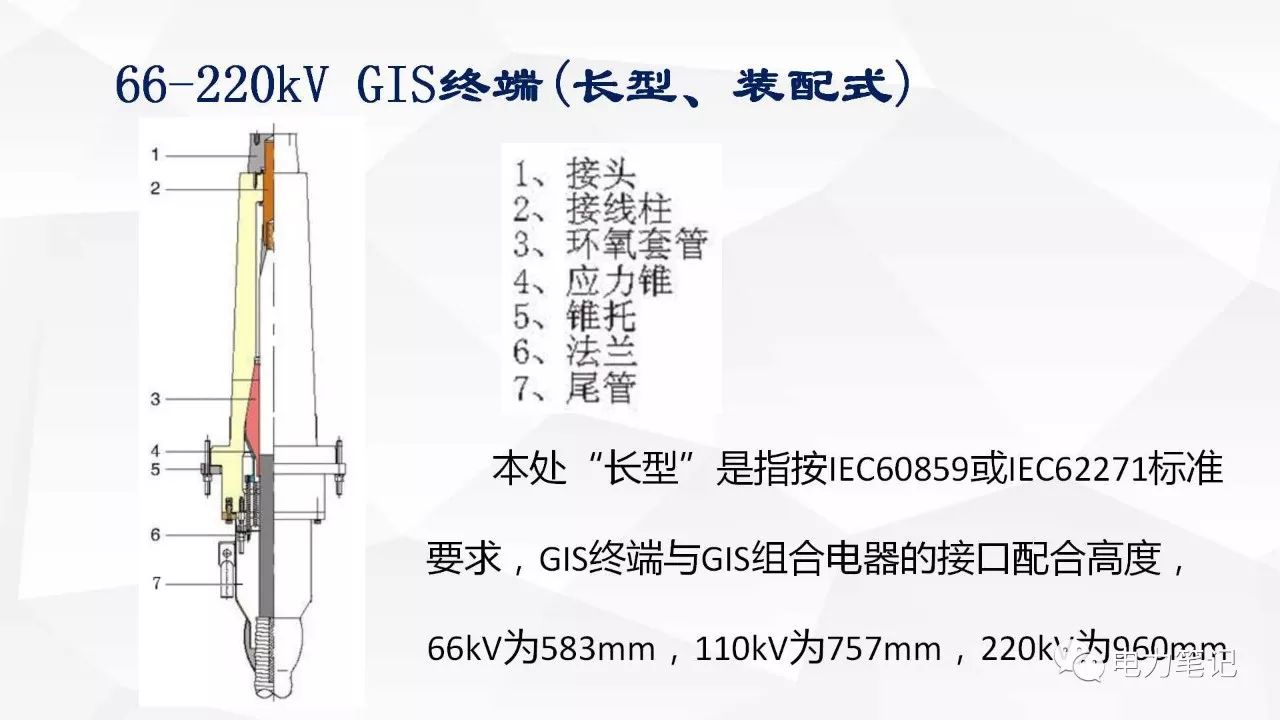 66-220kV GIS终端(长型、装配式)
1
2
3
4
5
6
7
1、接头
2、接线柱
3、环氧套管
4、应力锥
5、锥托
6、法兰
7、尾管
本处“长型”是指按IEC60859或IEC62271标准
要求，GIS终端与GIS组合电器的接口配合高度，
66kV为583mm，110kV为757mm，220kV为960mm
电力笔记